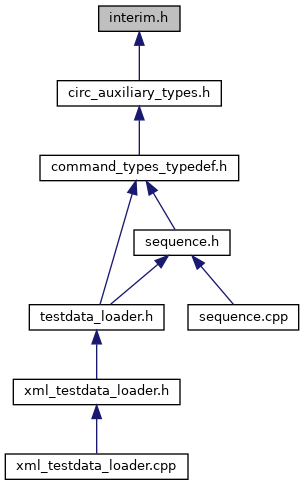 interim.h
circ_auxiliary_types.h
command_types_typedef.h
sequence.h
testdata_loader.h
sequence.cpp
xml_testdata_loader.h
xml_testdata_loader.cpp